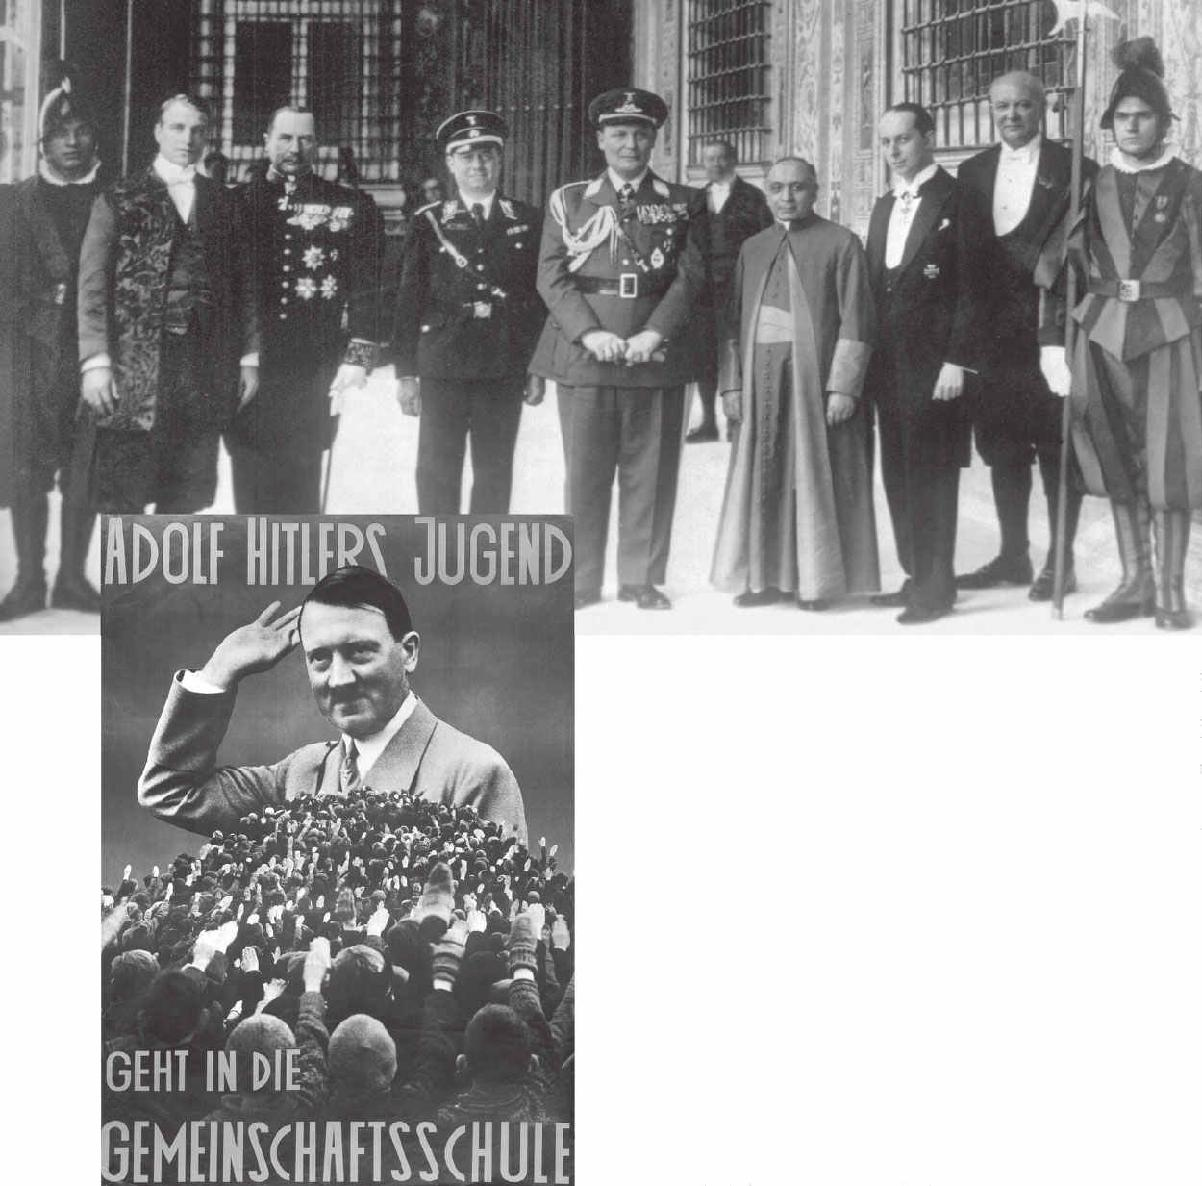 ADOLF HITLERS JUGEND
GEHT IN DIE
GEMEINSCHAFTSSCHULE